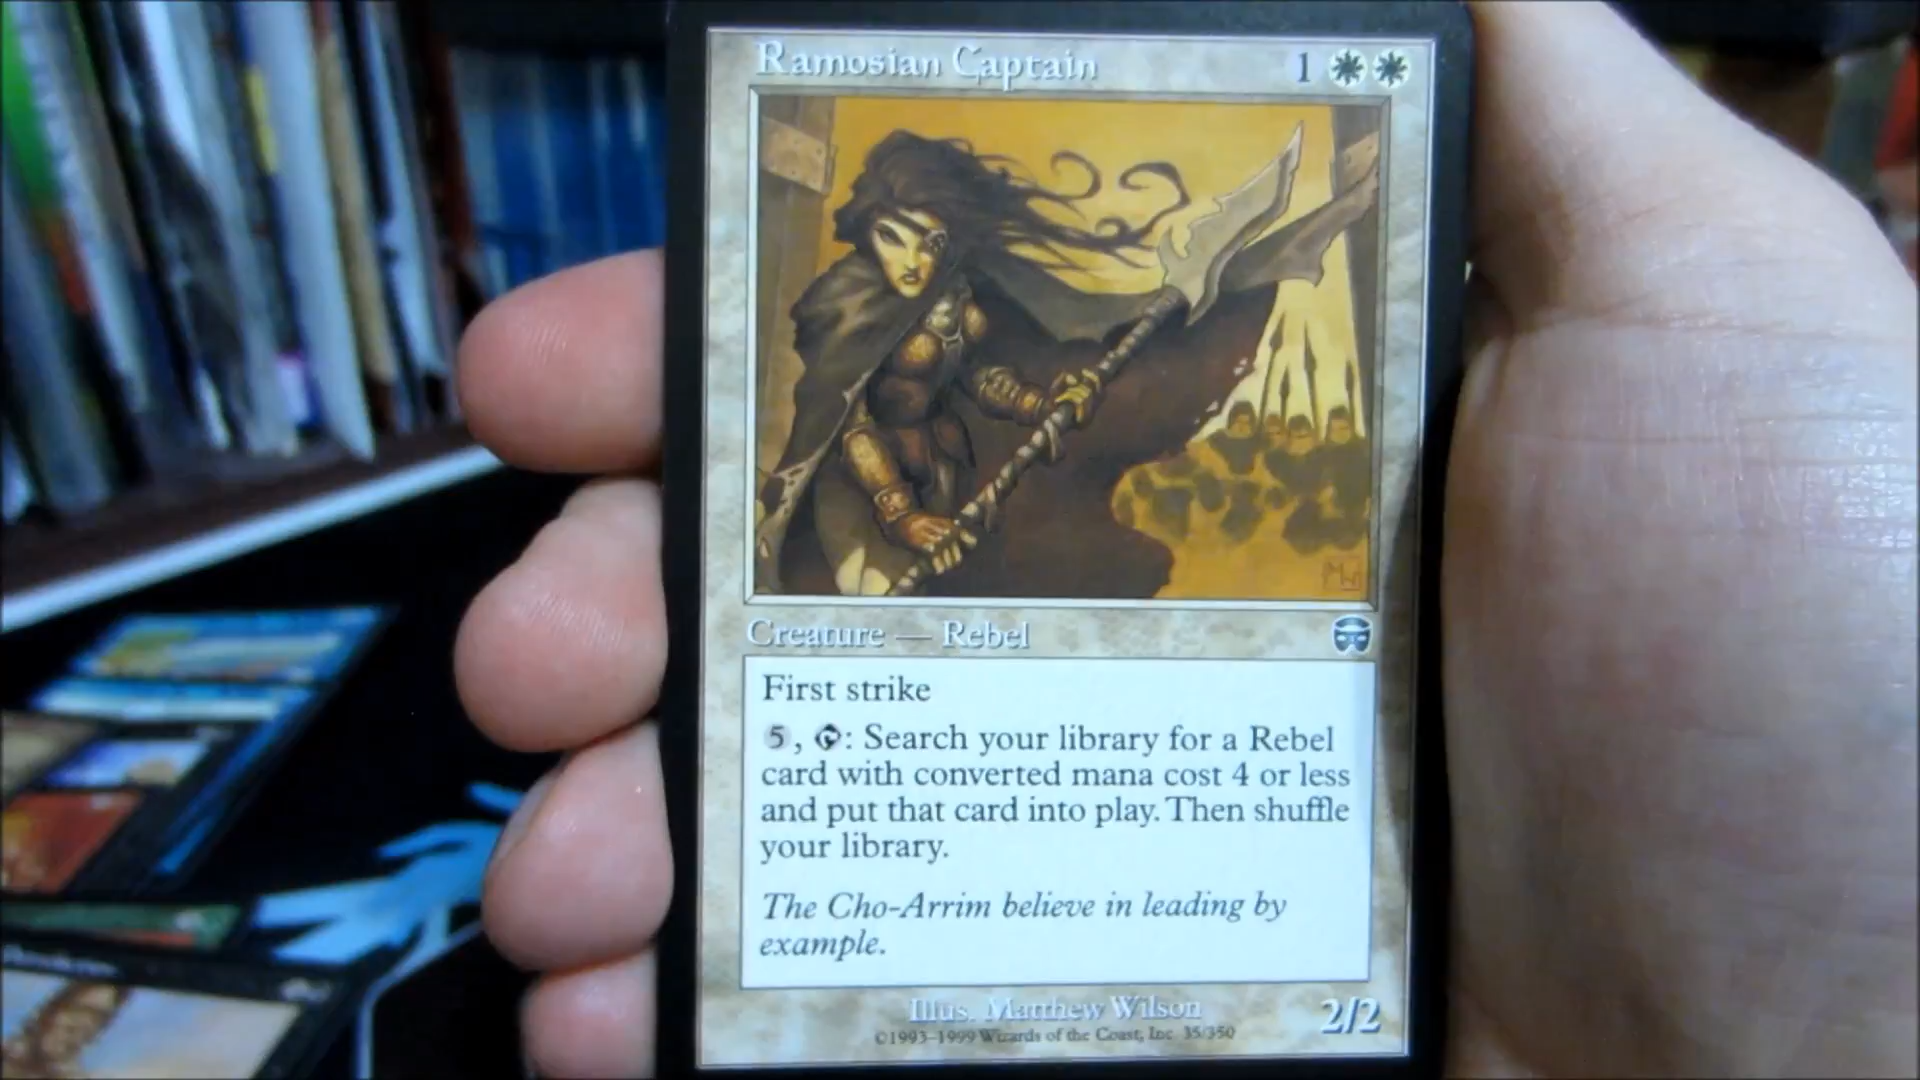 Ramosian Captain 1
Creature — Rebel
First strike
5, : Search your library for a Rebel
card with converted mana cost 4 or less
and put that card into play. Then shuffle
your library.
The Cho-Arrim believe in leading by
example.
Illus. Matthew Wilson
2/2
©1993–1999 Wizards of the Coast, Inc. 35/350